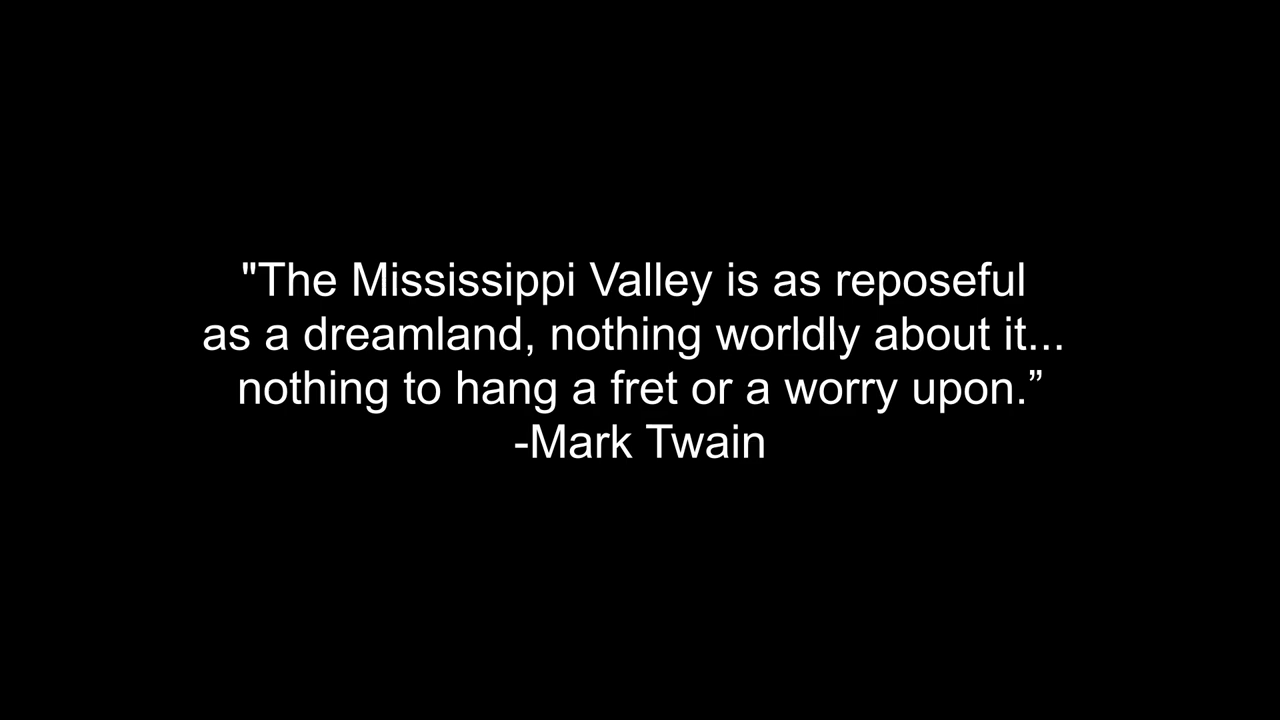 "The Mississippi Valley is as reposeful
as a dreamland, nothing worldly about it...
nothing to hang a fret or a worry upon.”
-Mark Twain